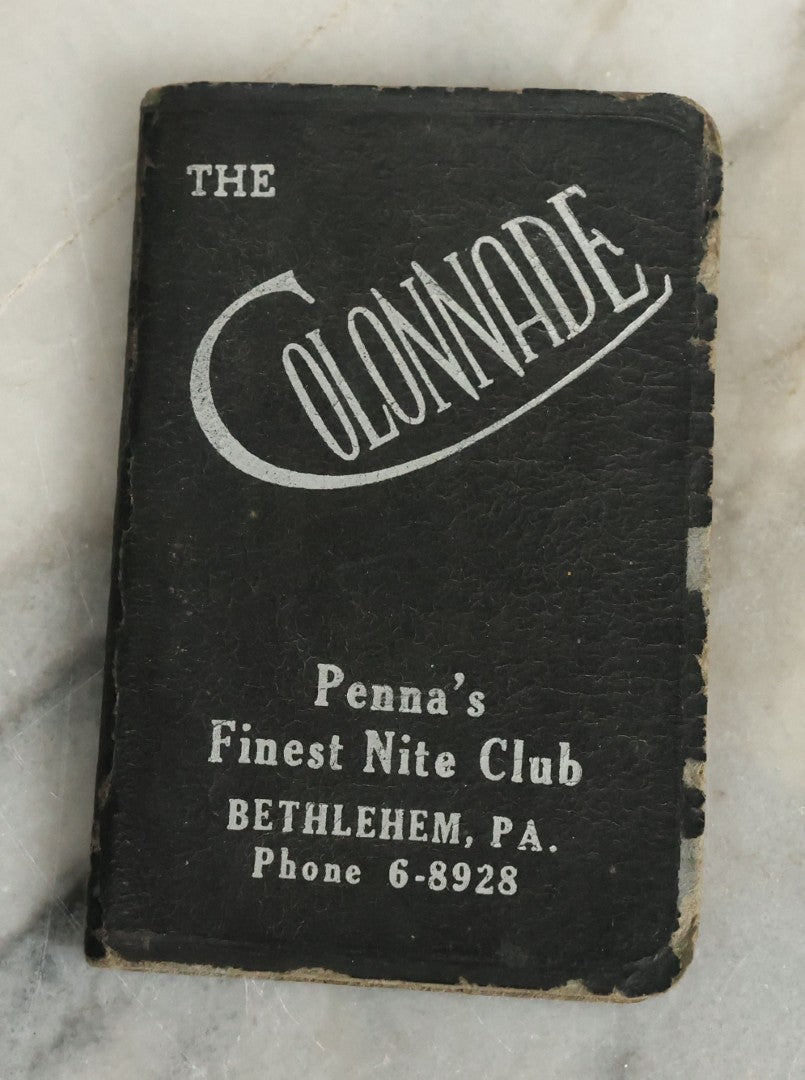 THE
COLONNADE
Penna's
Finest Nite Club
BETHLEHEM, PA.
Phone 6-8928